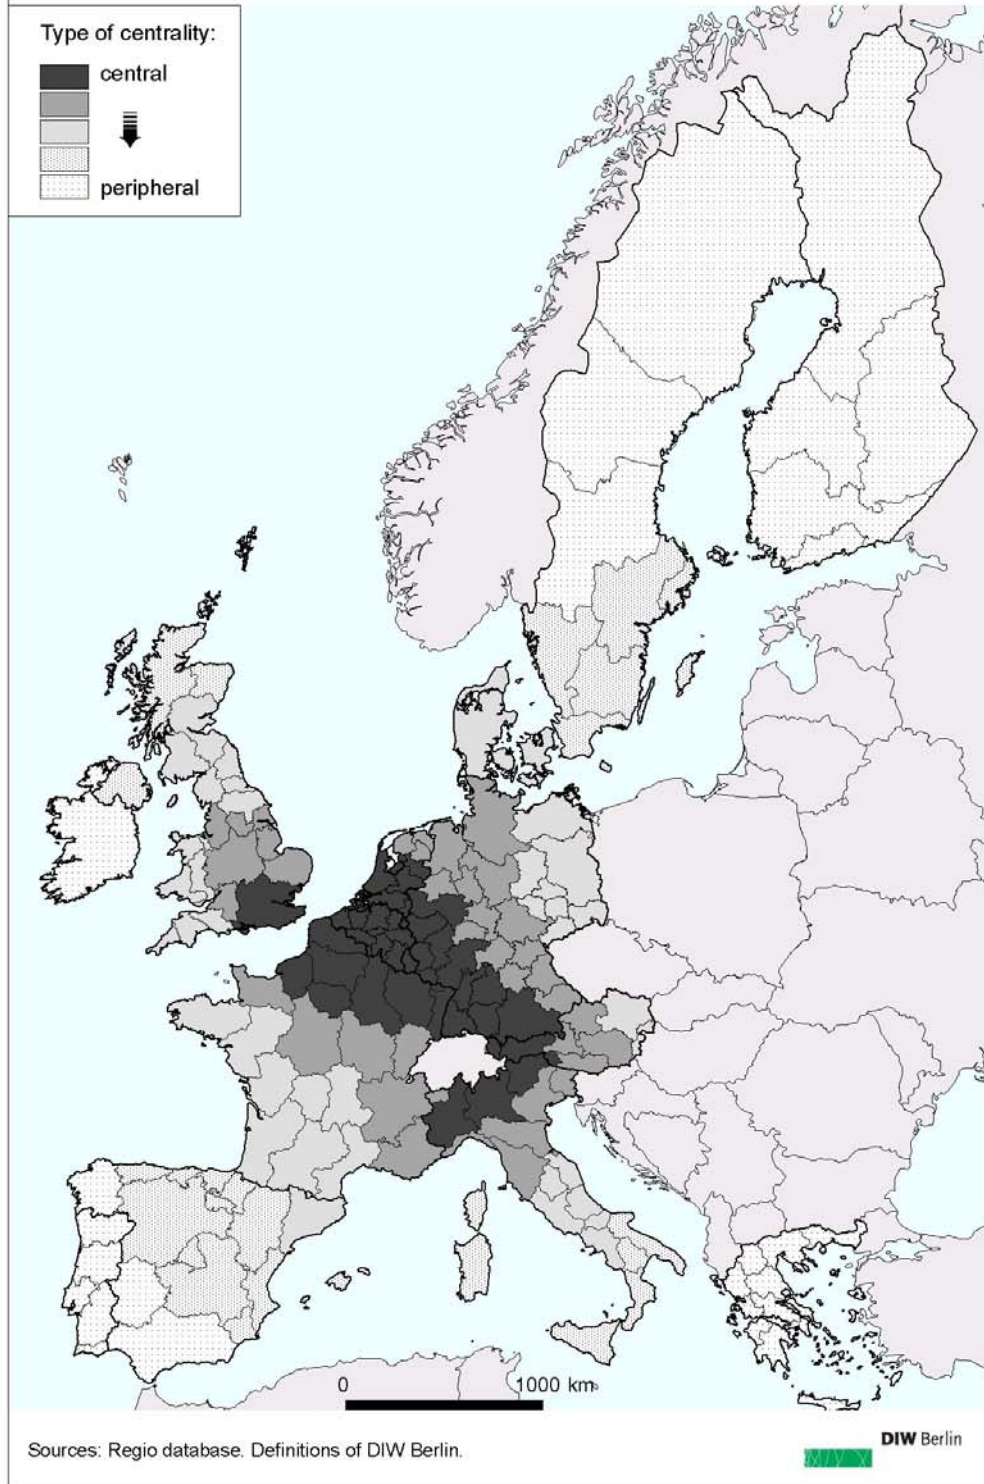 Type of centrality:
central
peripheral
0 1000 km
Sources: Regio database. Definitions of DIW Berlin.
DIW Berlin